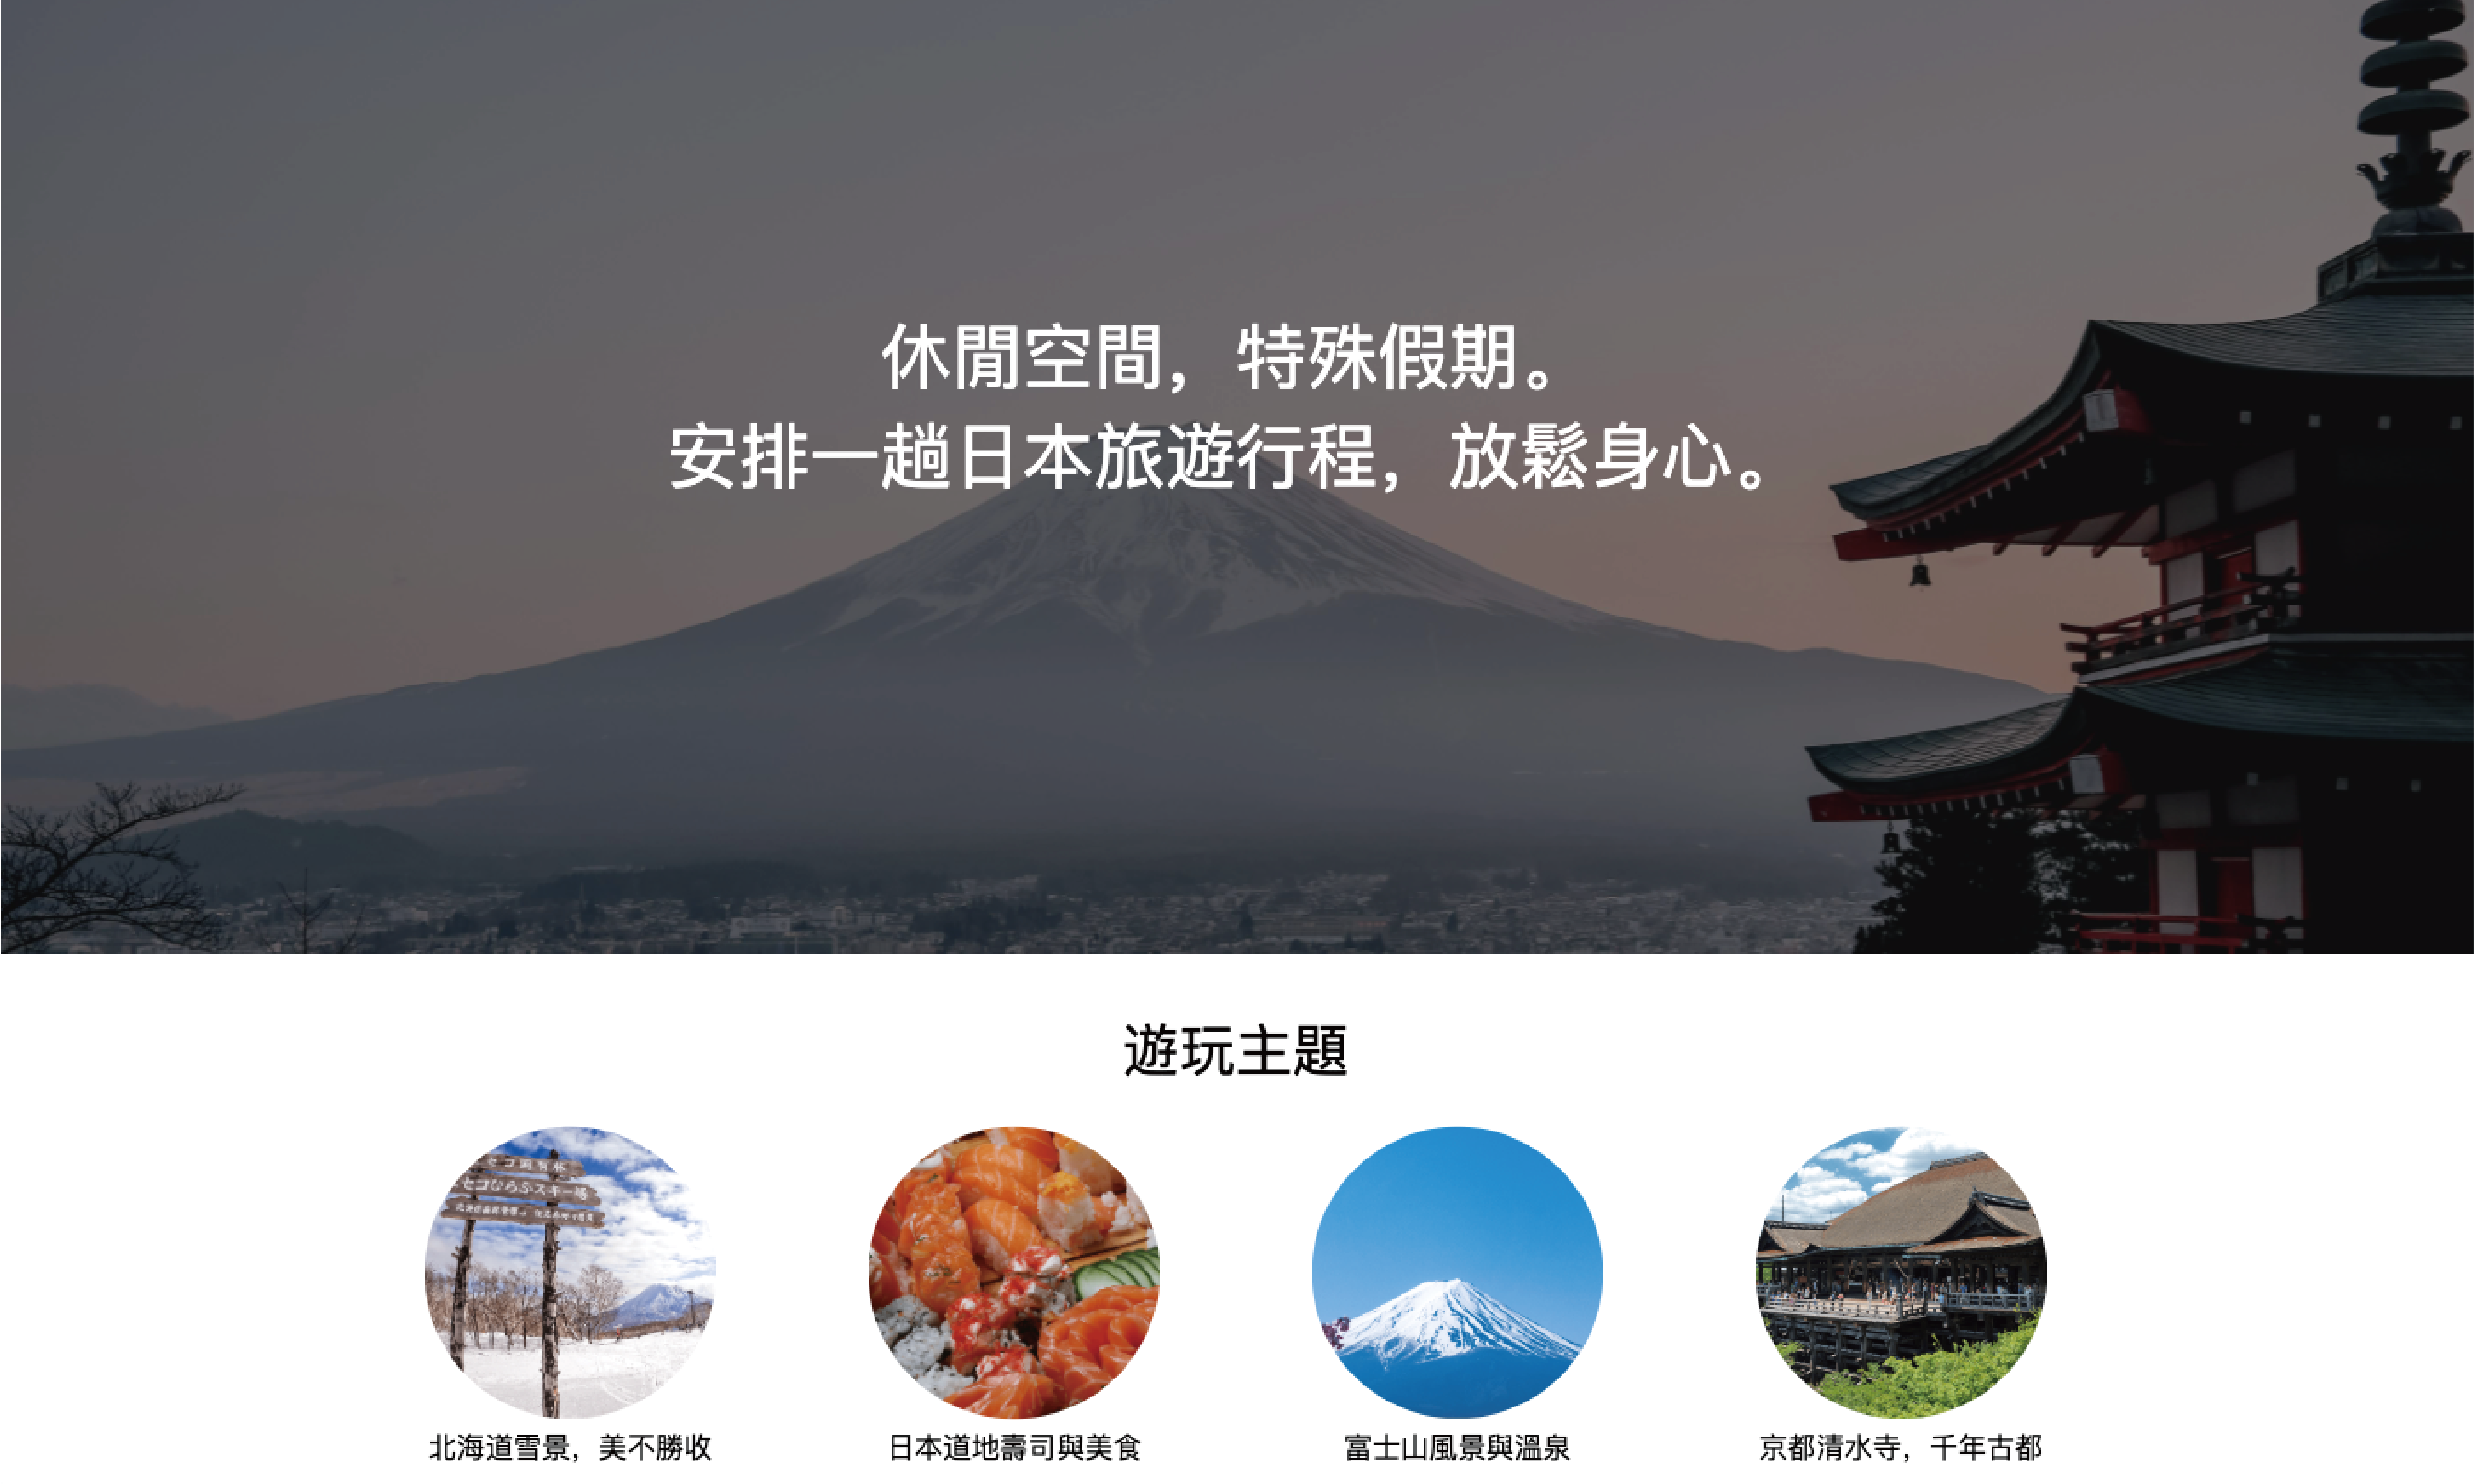 休閒空間，特殊假期。
安排一趟日本旅遊行程，放鬆身心。
遊玩主題
セコひらふスキー場
北海道雪景，美不勝收
日本道地壽司與美食
富士山風景與溫泉
京都清水寺，千年古都